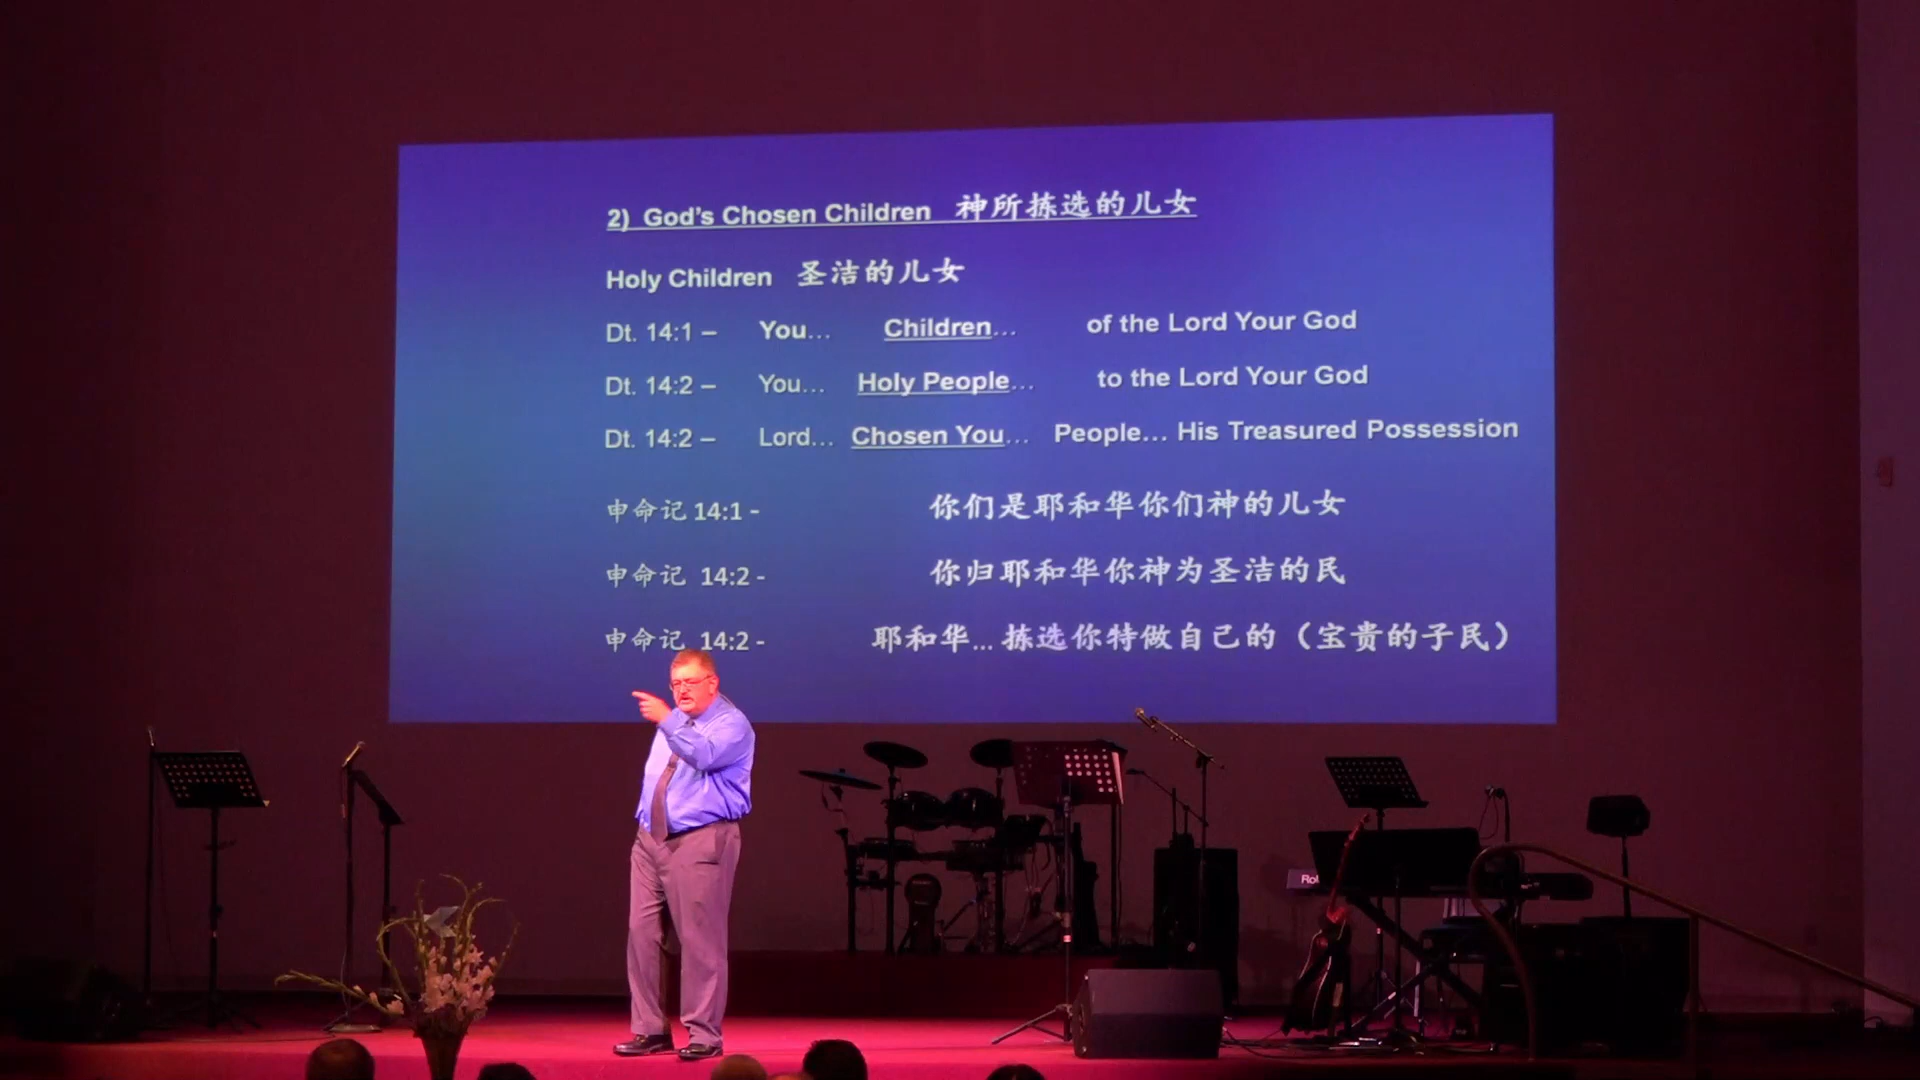 2) God's Chosen Children 神所拣选的儿女
Holy Children 圣洁的儿女
Dt. 14:1 – You… Children… of the Lord Your God
Dt. 14:2 – You… Holy People… to the Lord Your God
Dt. 14:2 – Lord… Chosen You… People… His Treasured Possession
申命记 14:1 - 你们是耶和华你们神的儿女
申命记 14:2 - 你归耶和华你神为圣洁的民
申命记 14:2 - 耶和华... 拣选你特做自己的（宝贵的子民）